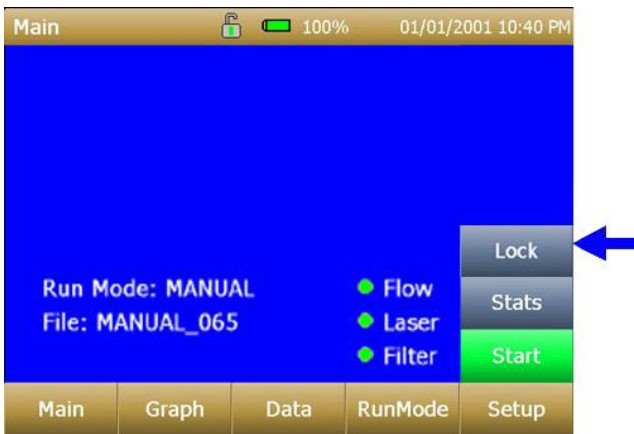 Main 100% 01/01/2001 10:40 PM
Lock
Run Mode: MANUAL Flow
Stats
File: MANUAL_065 Laser
Filter Start
Main Graph Data RunMode Setup